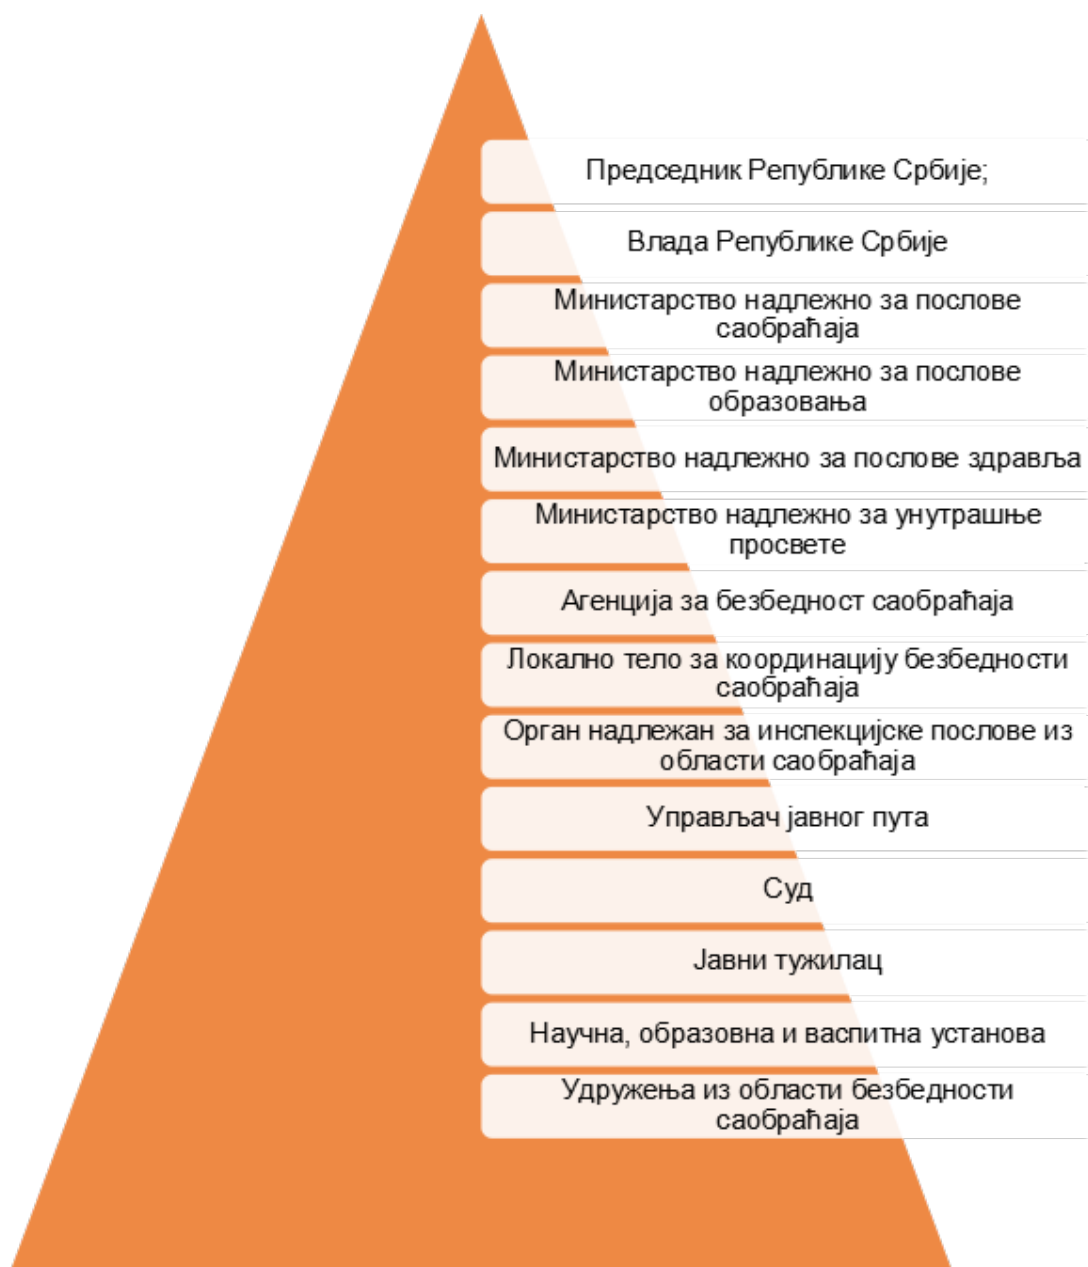 Председник Републике Србије;
Влада Републике Србије
Министарство надлежно за послове
саобраћаја
Министарство надлежно за послове
образовања
Министарство надлежно за послове здравља
Министарство надлежно за унутрашње
просвете
Агенција за безбедност саобраћаја
Локално тело за координацију безбедности
саобраћаја
Орган надлежан за инспекцијске послове из
области саобраћаја
Управљач јавног пута
Суд
Јавни тужилац
Научна, образовна и васпитна установа
Удружења из области безбедности
саобраћаја